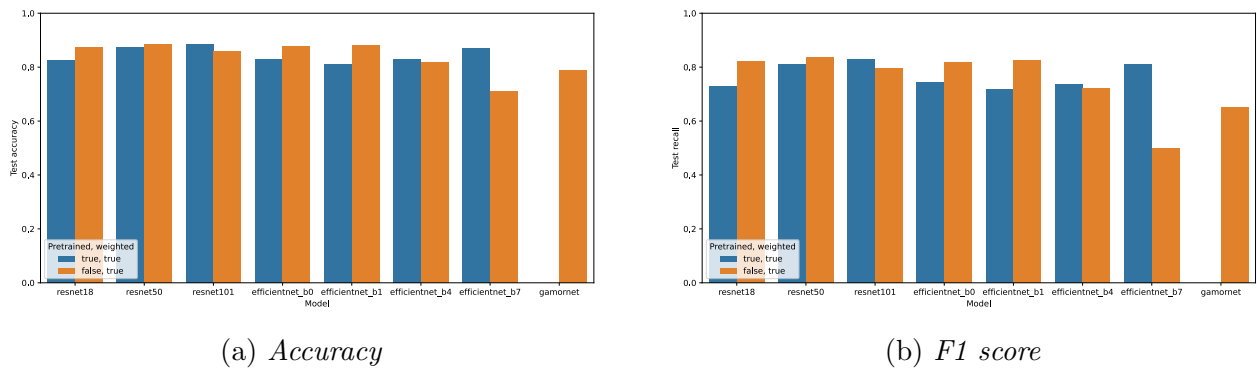 1.0
0.8
0.6
0.4
0.2
0.0
Test accuracy
Pretrained, weighted
true, true
false, true
resnet18 resnet50 resnet101 efficientnet_b0 efficientnet_b1 efficientnet_b4 efficientnet_b7 gamornet
Model
(a) Accuracy
1.0
0.8
0.6
0.4
0.2
0.0
Test recall
Pretrained, weighted
true, true
false, true
resnet18 resnet50 resnet101 efficientnet_b0 efficientnet_b1 efficientnet_b4 efficientnet_b7 gamornet
Model
(b) F1 score